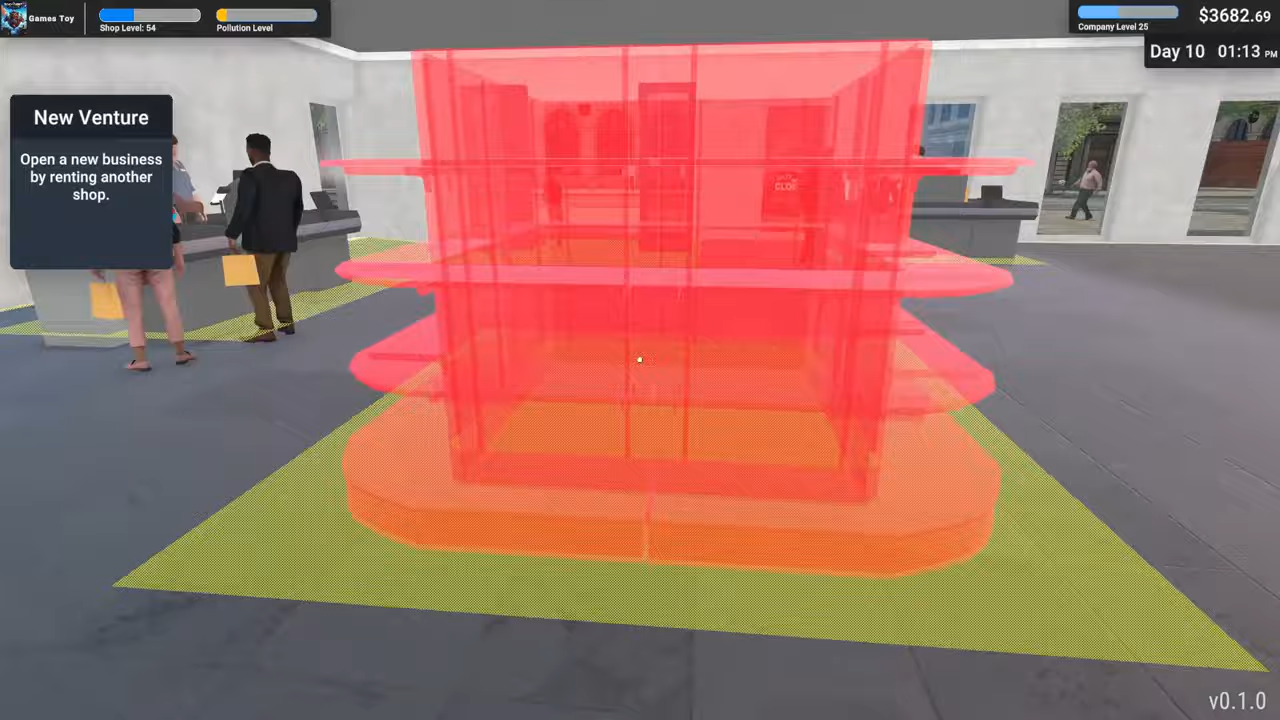 Games Toy
Shop Level: 54
Pollution Level
Company Level 25
$3682.69
Day 10 01:13 PM
New Venture
Open a new business
by renting another
shop.
v0.1.0